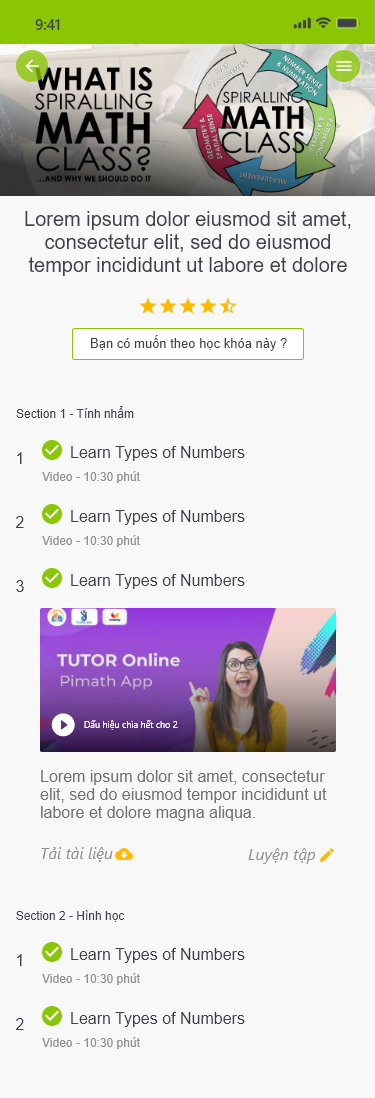 9:41
WHAT IS
SPIRALLING
MATH
CLASS?
...AND WHY WE SHOULD DO IT
SPIRALLING
MATH
CLASS
NUMBER SENSE
& NUMERATION
MEASUREMENT
GEOMETRY &
SPATIAL SENSE
Lorem ipsum dolor eiusmod sit amet,
consectetur elit, sed do eiusmod
tempor incididunt ut labore et dolore
Bạn có muốn theo học khóa này ?
Section 1 - Tính nhẩm
1 Learn Types of Numbers
Video - 10:30 phút
2 Learn Types of Numbers
Video - 10:30 phút
3 Learn Types of Numbers
TUTOR Online
Pimath App
Dấu hiệu chia hết cho 2
Lorem ipsum dolor sit amet, consectetur
elit, sed do eiusmod tempor incididunt ut
labore et dolore magna aliqua.
Tải tài liệu
Luyện tập
Section 2 - Hình học
1 Learn Types of Numbers
Video - 10:30 phút
2 Learn Types of Numbers
Video - 10:30 phút